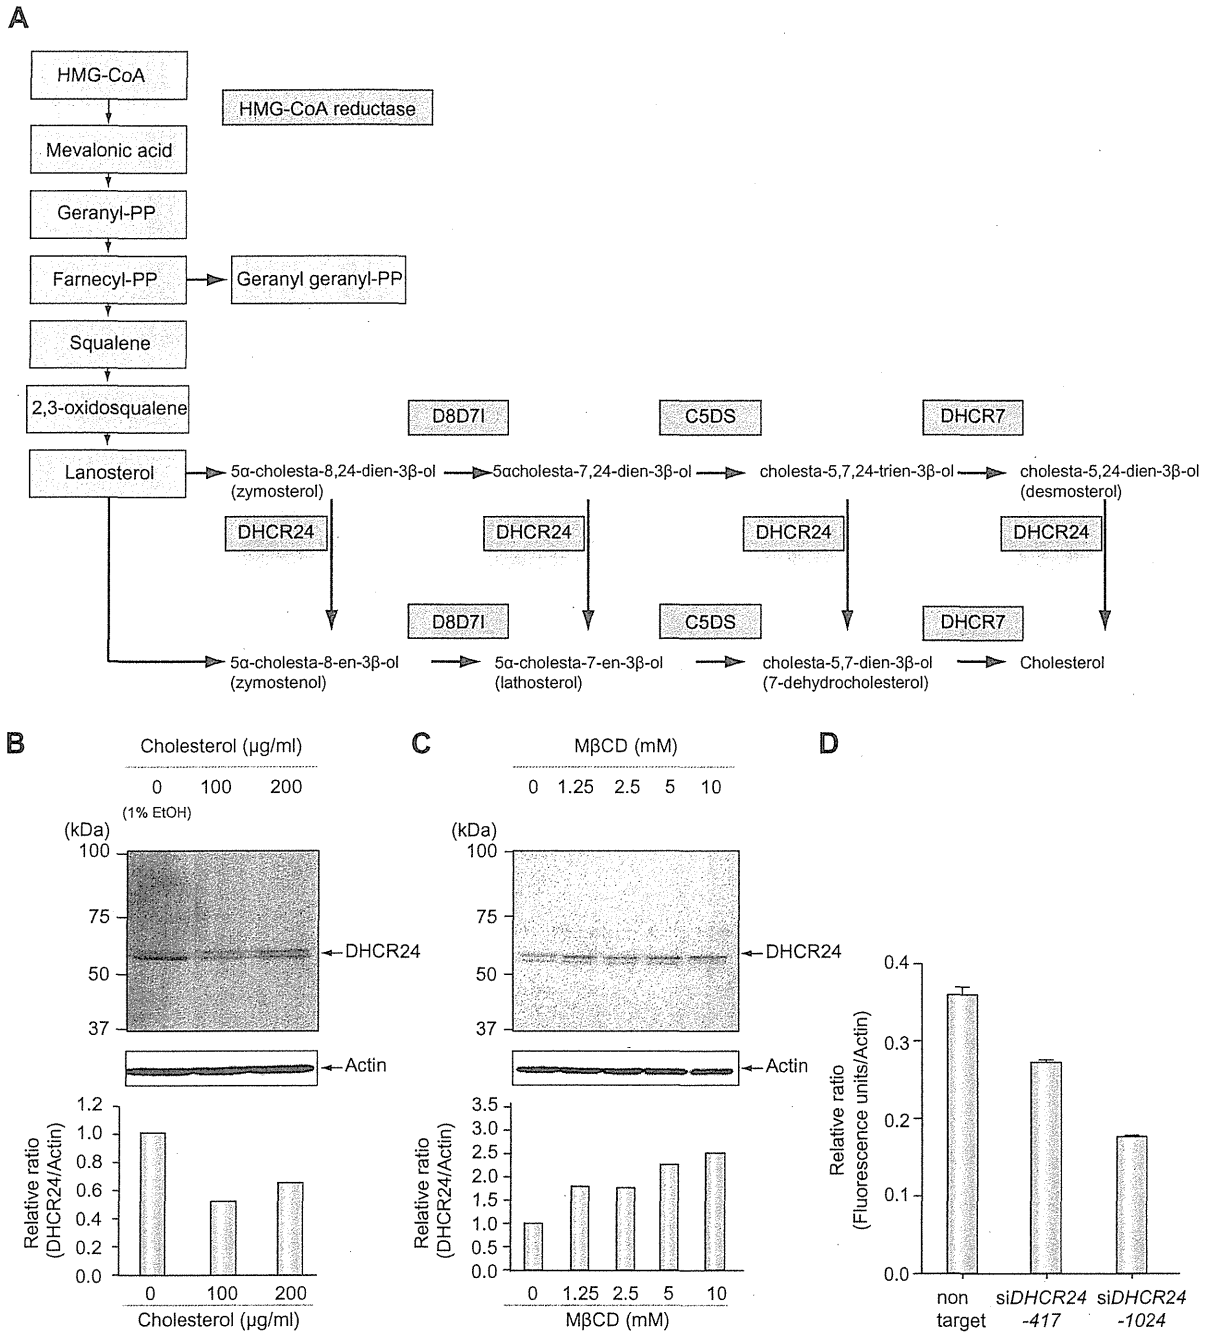 A
HMG-CoA
HMG-CoA reductase
Mevalonic acid
Geranyl-PP
Farnecyl-PP
Geranyl geranyl-PP
Squalene
2,3-oxidosqualene
D8D7I
C5DS
DHCR7
Lanosterol
5α-cholesta-8,24-dien-3β-ol
(zymosterol)
5αcholesta-7,24-dien-3β-ol
cholesta-5,7,24-trien-3β-ol
cholesta-5,24-dien-3β-ol
(desmosterol)
DHCR24
DHCR24
DHCR24
DHCR24
D8D7I
C5DS
DHCR7
5α-cholesta-8-en-3β-ol
(zymostenol)
5α-cholesta-7-en-3β-ol
(lathosterol)
cholesta-5,7-dien-3β-ol
(7-dehydrocholesterol)
Cholesterol
B
Cholesterol (µg/ml)
0 100 200
(1% EtOH)
(kDa)
100
75
DHCR24
50
37
Actin
1.2
1.0
0.8
0.6
0.4
0.2
0.0
Relative ratio
(DHCR24/Actin)
0 100 200
Cholesterol (µg/ml)
C
MβCD (mM)
0 1.25 2.5 5 10
(kDa)
100
75
DHCR24
50
37
Actin
3.5
3.0
2.5
2.0
1.5
1.0
0.5
0.0
Relative ratio
(DHCR24/Actin)
0 1.25 2.5 5 10
MβCD (mM)
D
0.4
0.3
0.2
0.1
0.0
Relative ratio
(Fluorescence units/Actin)
non siDHCR24 siDHCR24
target -417 -1024